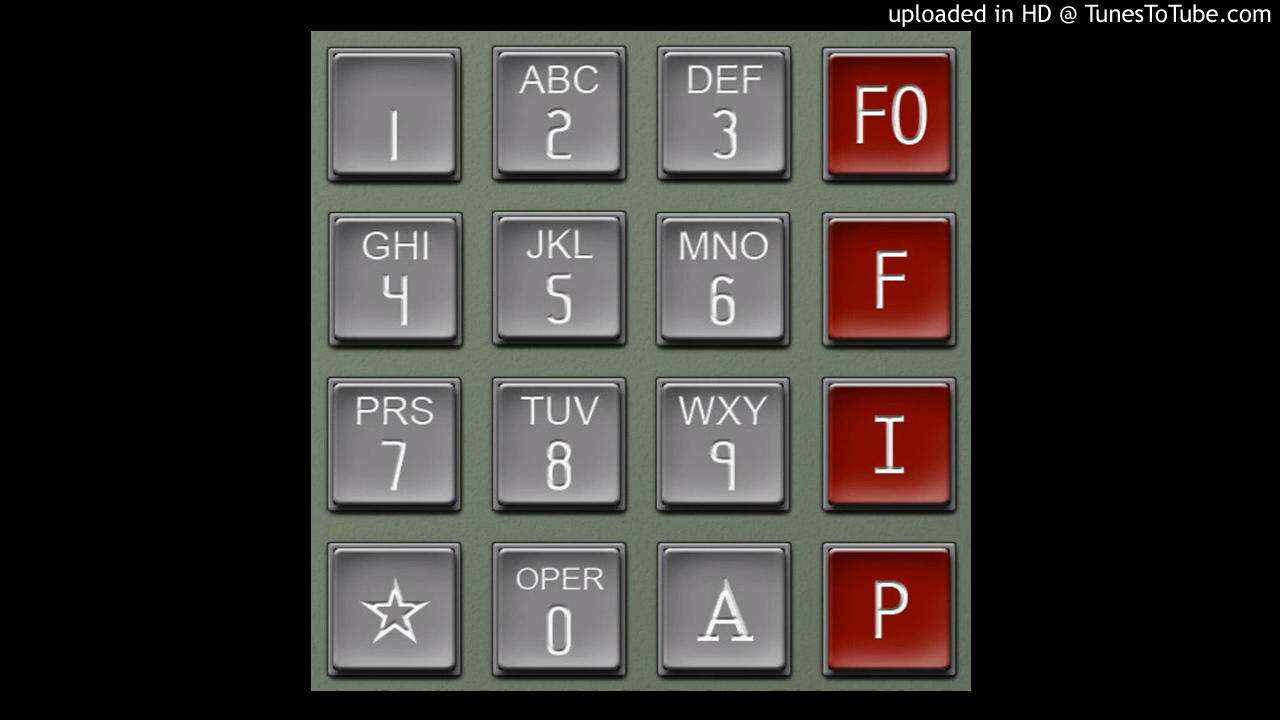 uploaded in HD @ TunesToTube.com
1
ABC
2
DEF
3
FO
GHI
4
JKL
5
MNO
6
F
PRS
7
TUV
8
WXY
9
I
☆
OPER
0
A
P